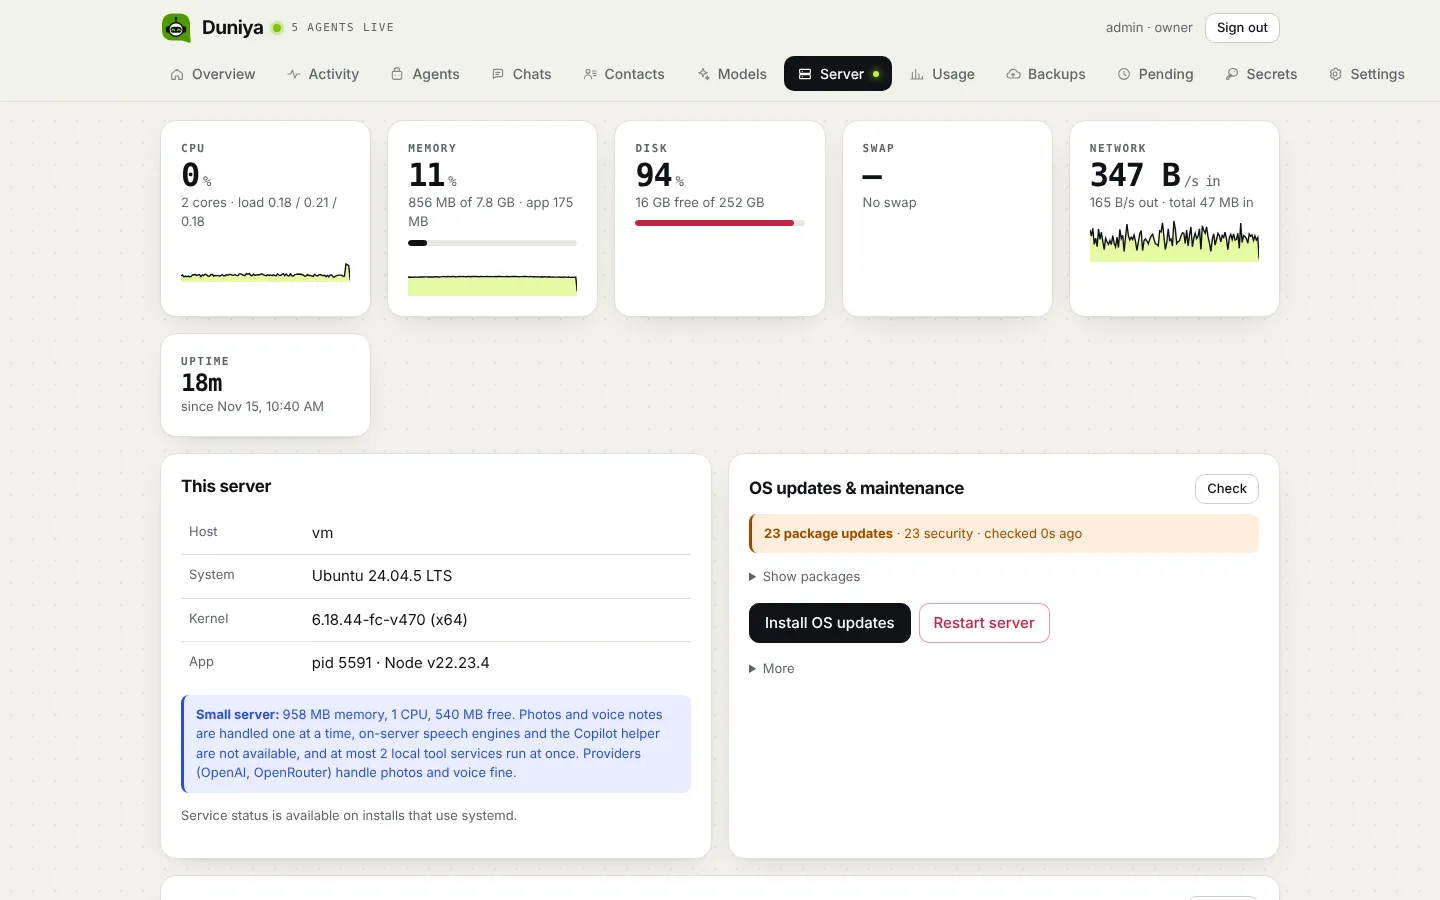 Duniya
5 AGENTS LIVE
admin · owner
Sign out
Overview
Activity
Agents
Chats
Contacts
Models
Server
Usage
Backups
Pending
Secrets
Settings
CPU
0 %
2 cores · load 0.18 / 0.21 /
0.18
MEMORY
11 %
856 MB of 7.8 GB · app 175
MB
DISK
94 %
16 GB free of 252 GB
SWAP
—
No swap
NETWORK
347 B /s in
165 B/s out · total 47 MB in
UPTIME
18m
since Nov 15, 10:40 AM
This server
Host vm
System Ubuntu 24.04.5 LTS
Kernel 6.18.44-fc-v470 (x64)
App pid 5591 · Node v22.23.4
Small server: 958 MB memory, 1 CPU, 540 MB free. Photos and voice notes
are handled one at a time, on-server speech engines and the Copilot helper
are not available, and at most 2 local tool services run at once. Providers
(OpenAI, OpenRouter) handle photos and voice fine.
Service status is available on installs that use systemd.
OS updates & maintenance
Check
23 package updates · 23 security · checked 0s ago
Show packages
Install OS updates
Restart server
More